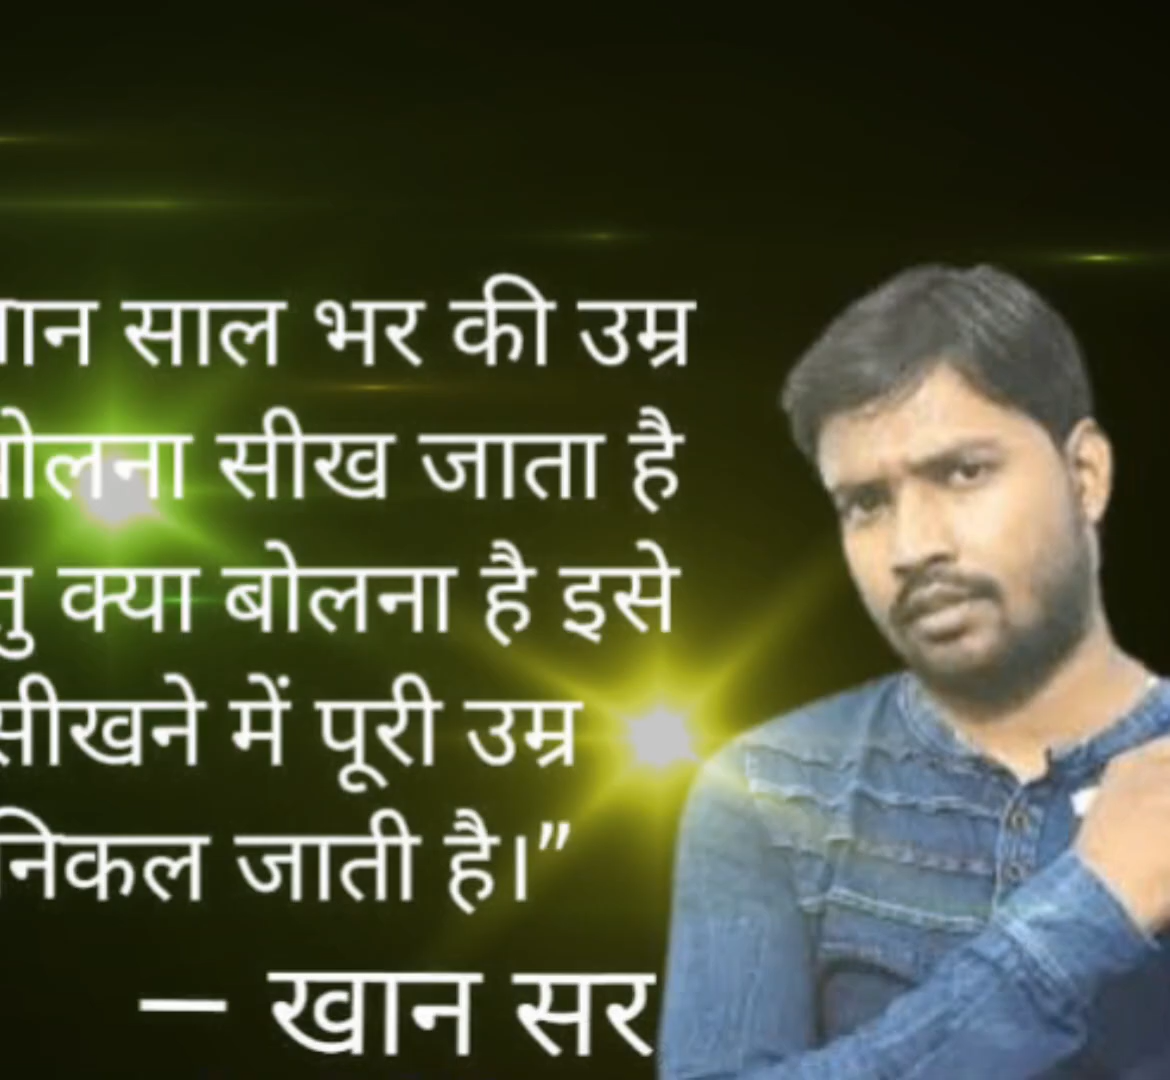 साल भर की उम्र
सीख जाता है
क्या बोलना है इसे
सीखने में पूरी उम्र
निकल जाती है।”
— खान सर